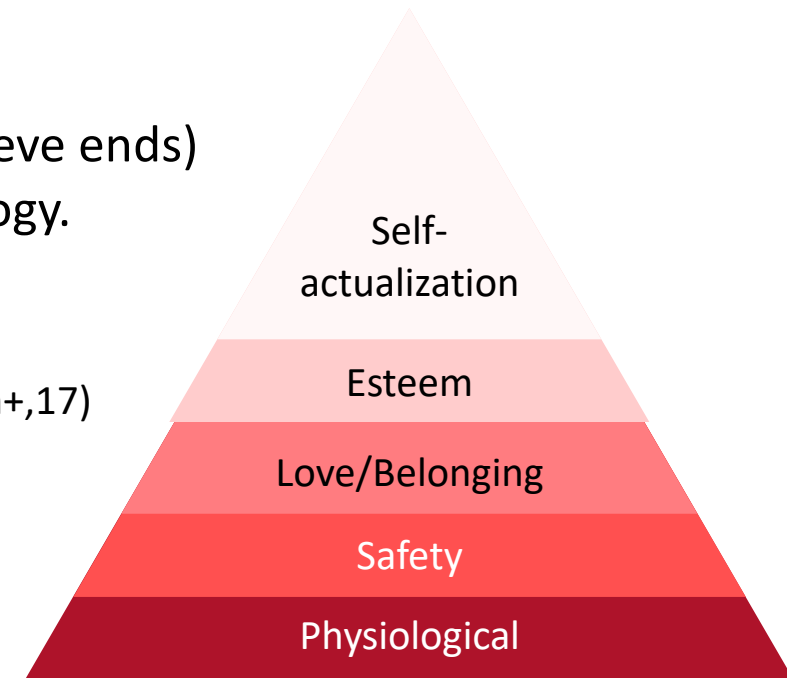 eve ends)
ogy.
Self-
actualization
Esteem
+,17)
Love/Belonging
Safety
Physiological